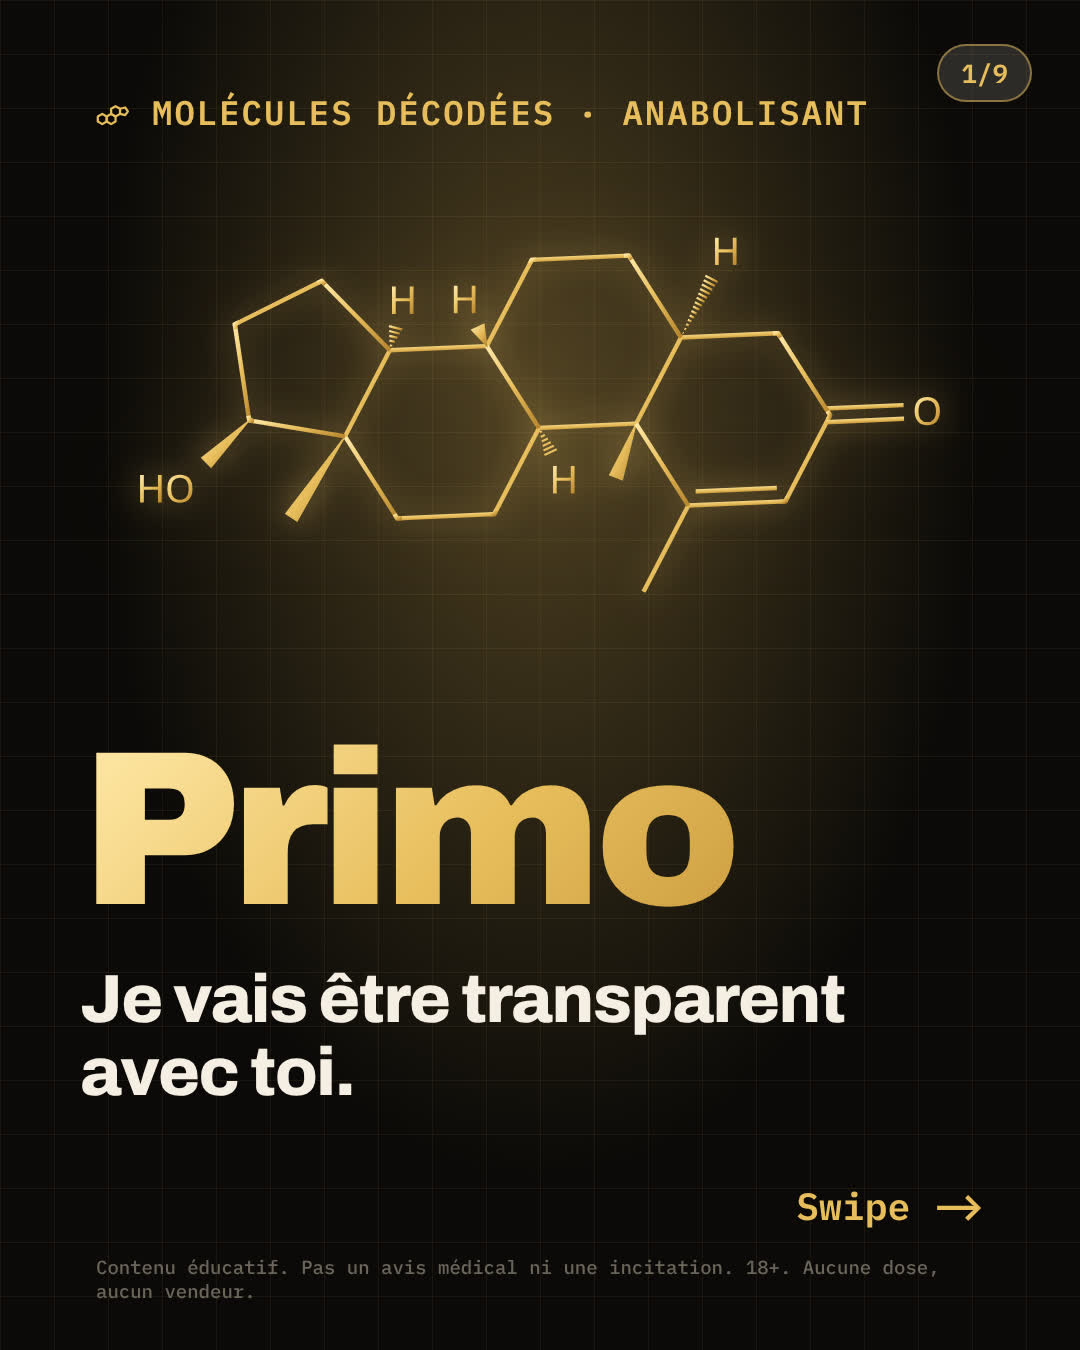 1/9
MOLÉCULES DÉCODÉES · ANABOLISANT
H
H H
O
HO
H
Primo
Je vais être transparent
avec toi.
Swipe →
Contenu éducatif. Pas un avis médical ni une incitation. 18+. Aucune dose,
aucun vendeur.